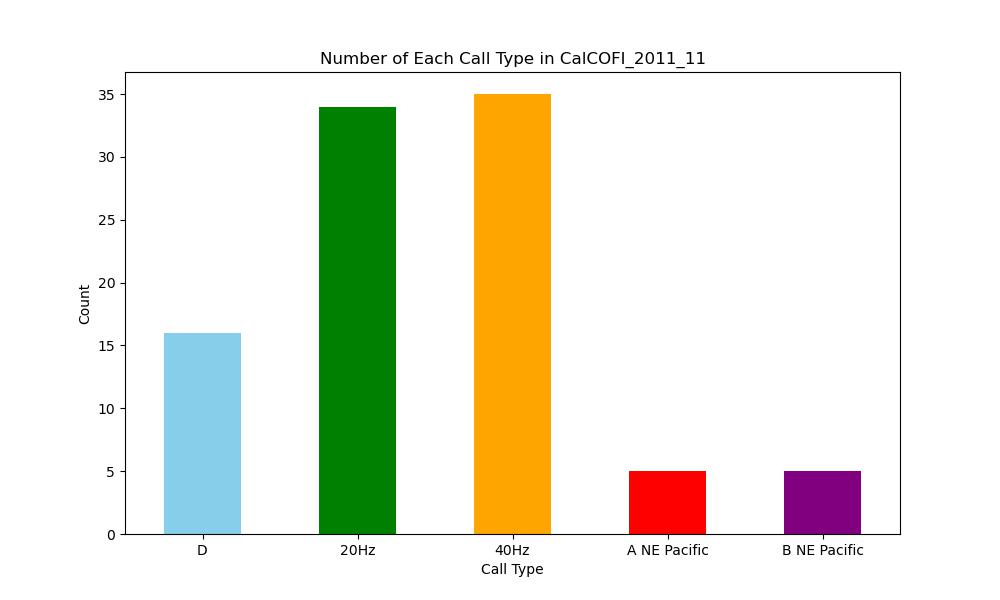 Number of Each Call Type in CalCOFI_2011_11
Count
35
30
25
20
15
10
5
0
D
20Hz
40Hz
A NE Pacific
B NE Pacific
Call Type